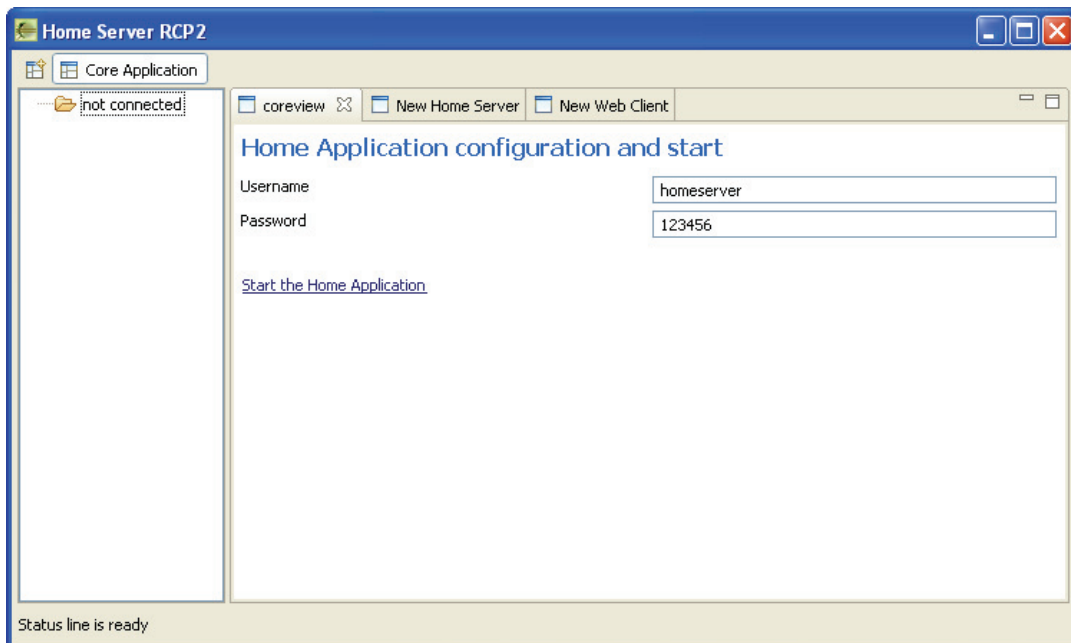 Home Server RCP2
Core Application
not connected
coreview
New Home Server
New Web Client
Home Application configuration and start
Username
homeserver
Password
123456
Start the Home Application
Status line is ready